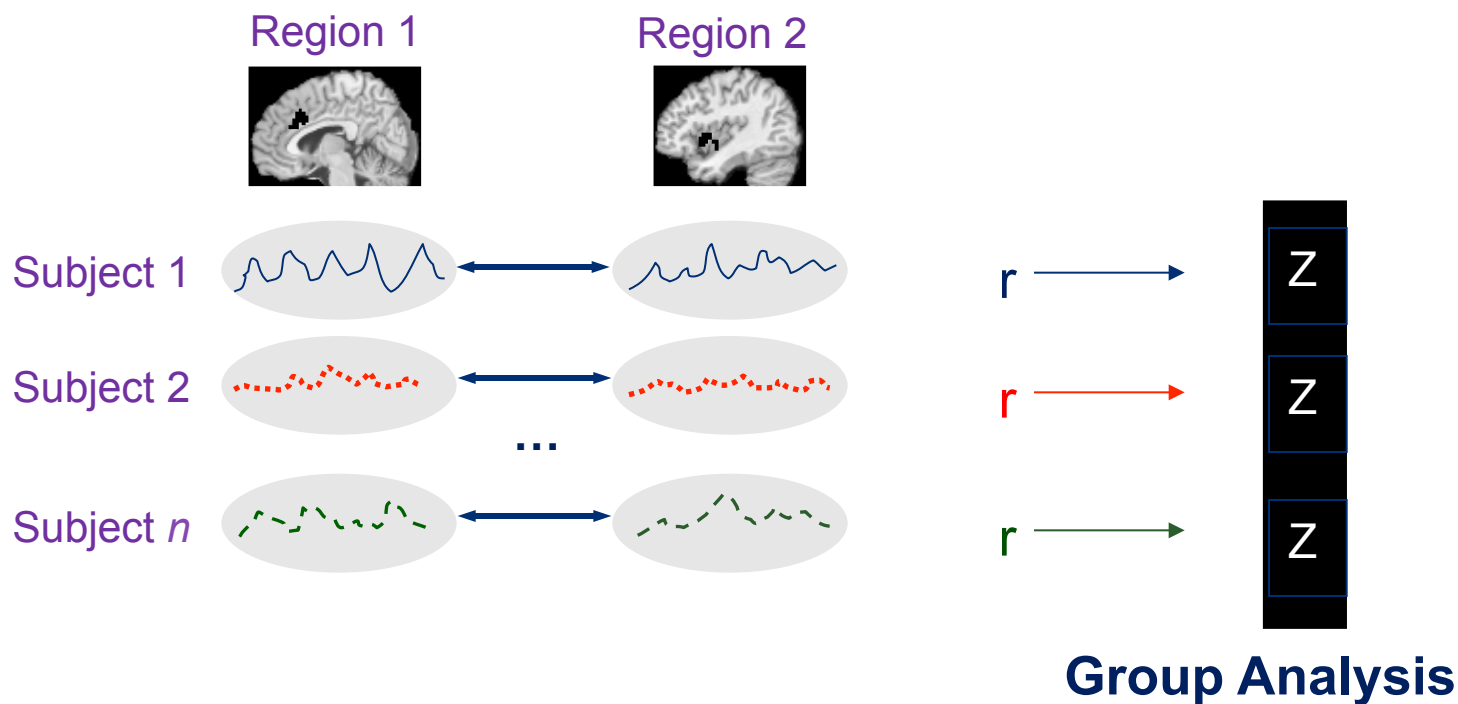 Region 1
Region 2
Subject 1
r
Z
Subject 2
r
Z
...
Subject n
r
Z
Group Analysis